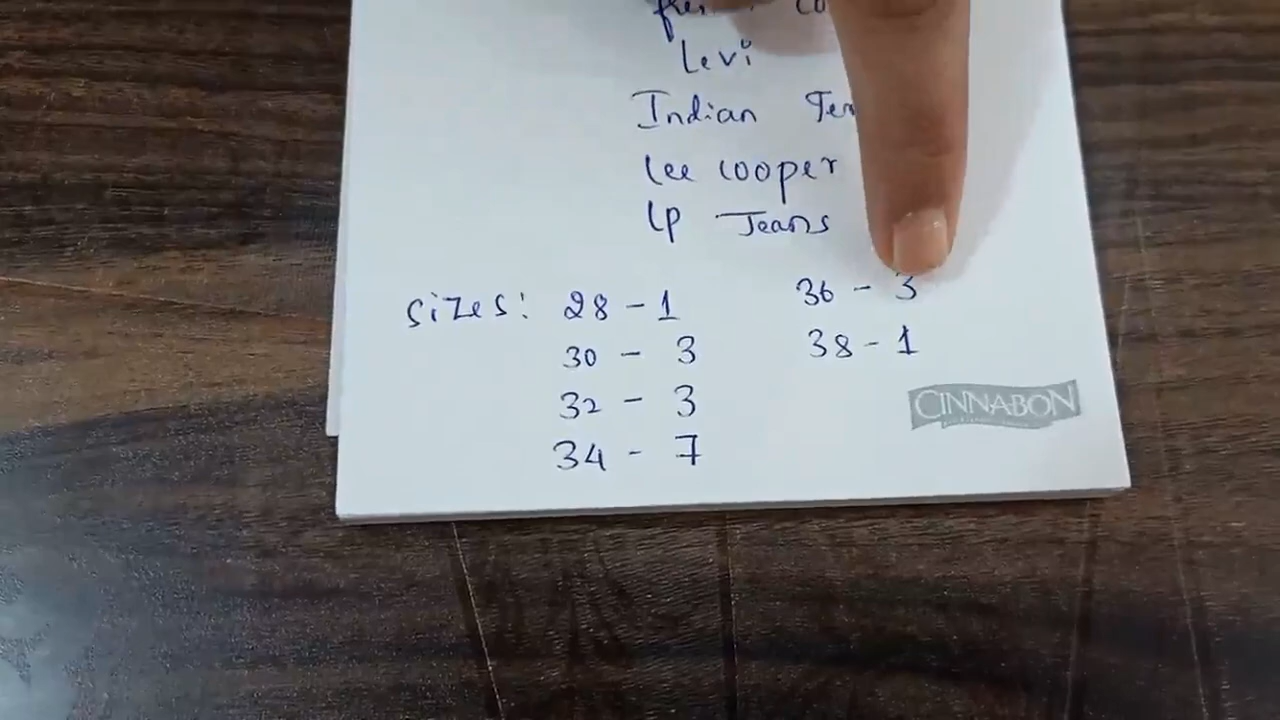 Levi
Indian
Lee Cooper
LP Jeans
Sizes: 28 - 1
30 - 3
32 - 3
34 - 7
36 - 3
38 - 1
CINNABON